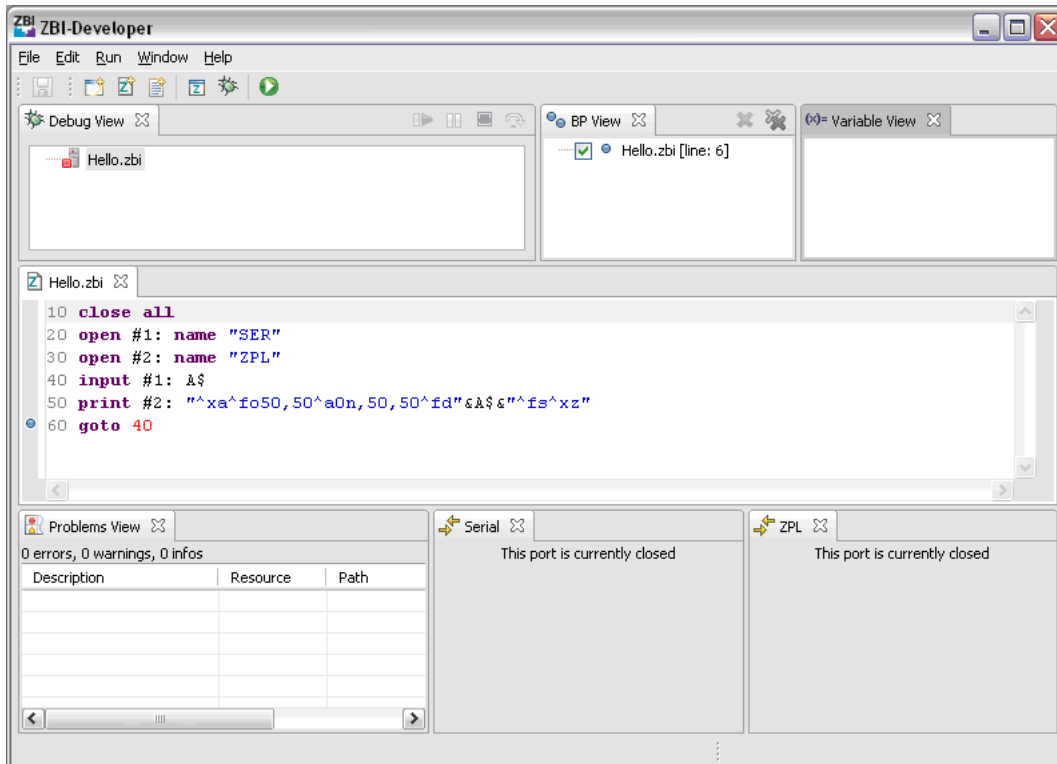 ZBI-Developer
File Edit Run Window Help
Debug View
BP View
(x)= Variable View
Hello.zbi
Hello.zbi [line: 6]
Hello.zbi
10 close all
20 open #1: name "SER"
30 open #2: name "ZPL"
40 input #1: A$
50 print #2: "^xa^fo50,50^a0n,50,50^fd"&A$&"^fs^xz"
60 goto 40
Problems View
Serial
ZPL
0 errors, 0 warnings, 0 infos
This port is currently closed
This port is currently closed
Description Resource Path